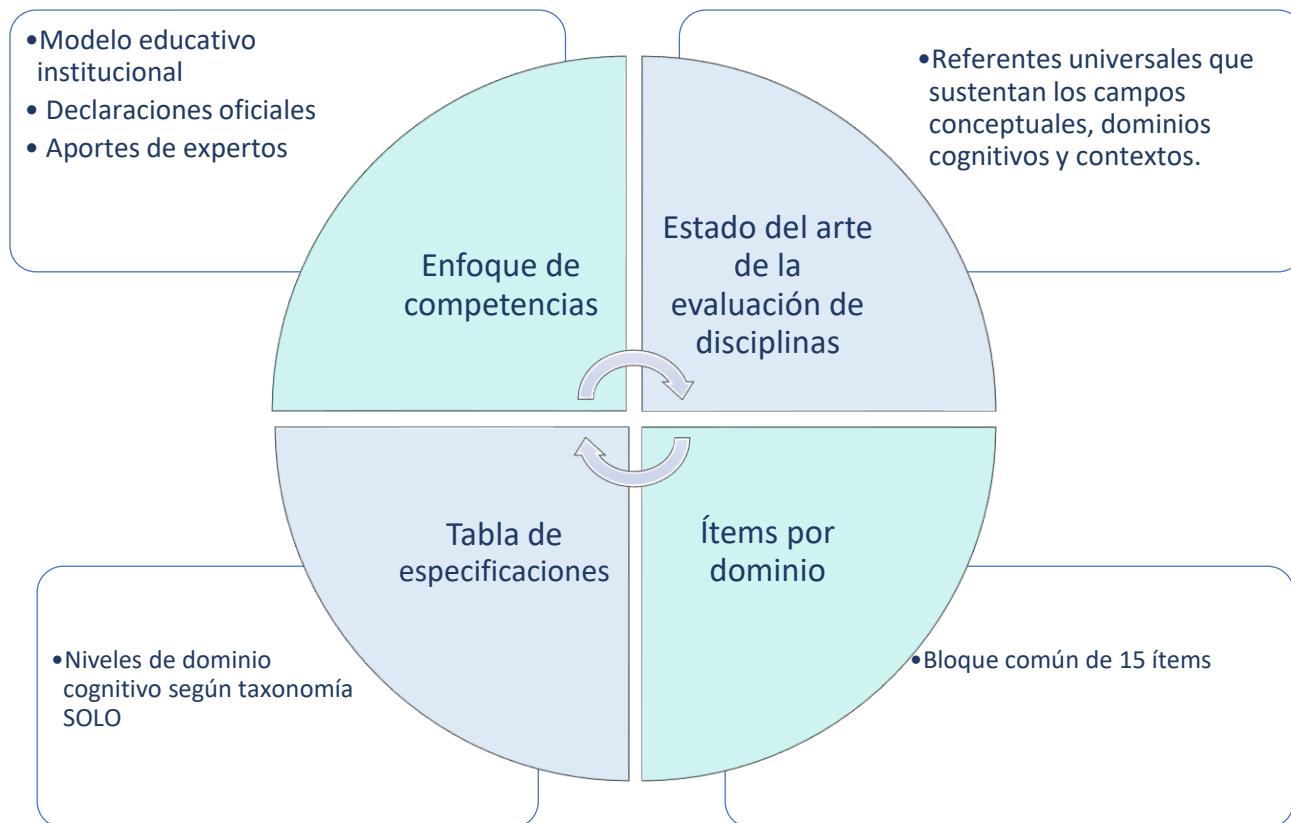 •Modelo educativo
institucional
• Declaraciones oficiales
• Aportes de expertos
•Referentes universales que
sustentan los campos
conceptuales, dominios
cognitivos y contextos.
Enfoque de
competencias
Estado del arte
de la
evaluación de
disciplinas
Tabla de
especificaciones
Ítems por
dominio
•Niveles de dominio
cognitivo según taxonomía
SOLO
•Bloque común de 15 ítems